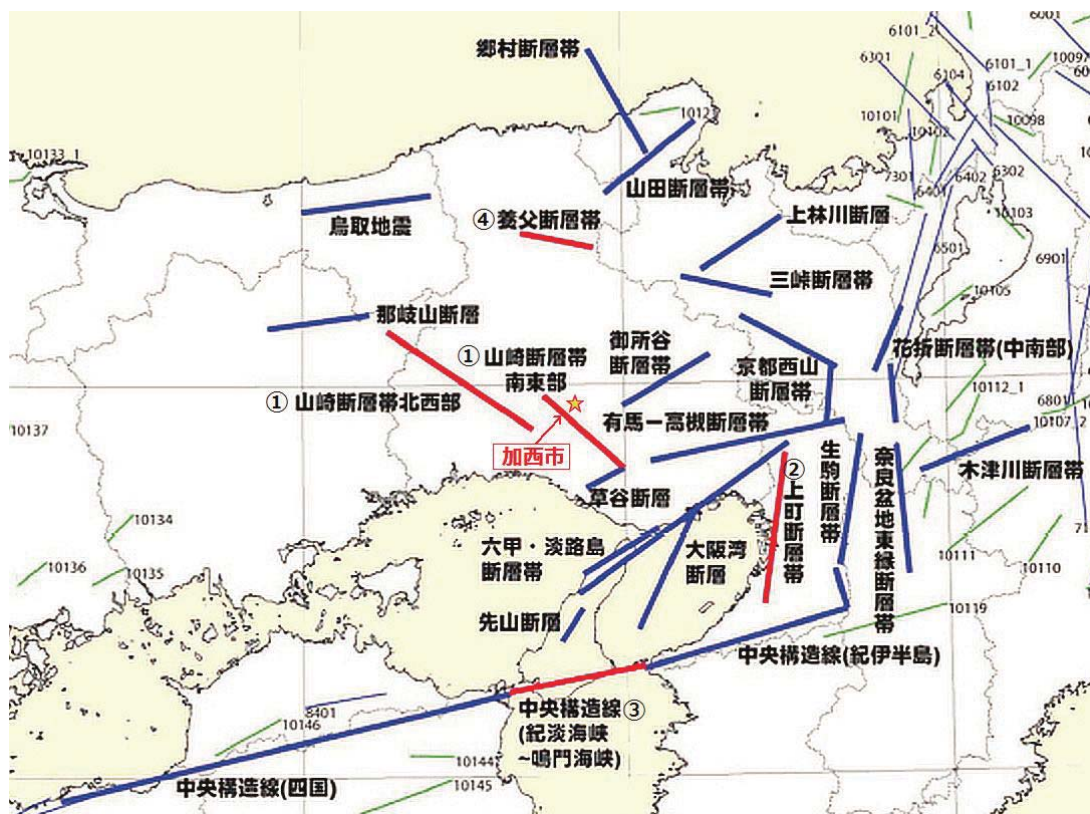 郷村断層帯
6101_2
6001
6301
6101_1
10097
6104
6102
10123
10101
10102
10098
10133_1
山田断層帯
7301
6401
6402
6302
鳥取地震
④養父断層帯
上林川断層
10103
6501
6901
三峠断層帯
10105
那岐山断層
御所谷
断層帯
① 山崎断層帯
南東部
京都西山
断層帯
花折断層帯(中南部)
① 山崎断層帯北西部
10112_1
6801
10107_2
10137
有馬ー高槻断層帯
加西市
木津川断層帯
草谷断層
②上町断層帯
生駒断層帯
奈良盆地東縁断層帯
10134
六甲・淡路島
断層帯
大阪湾
断層
10136
10135
10111
10110
10119
先山断層
中央構造線(紀伊半島)
8401
10146
中央構造線③
(紀淡海峡
~鳴門海峡)
10144
10145
中央構造線(四国)